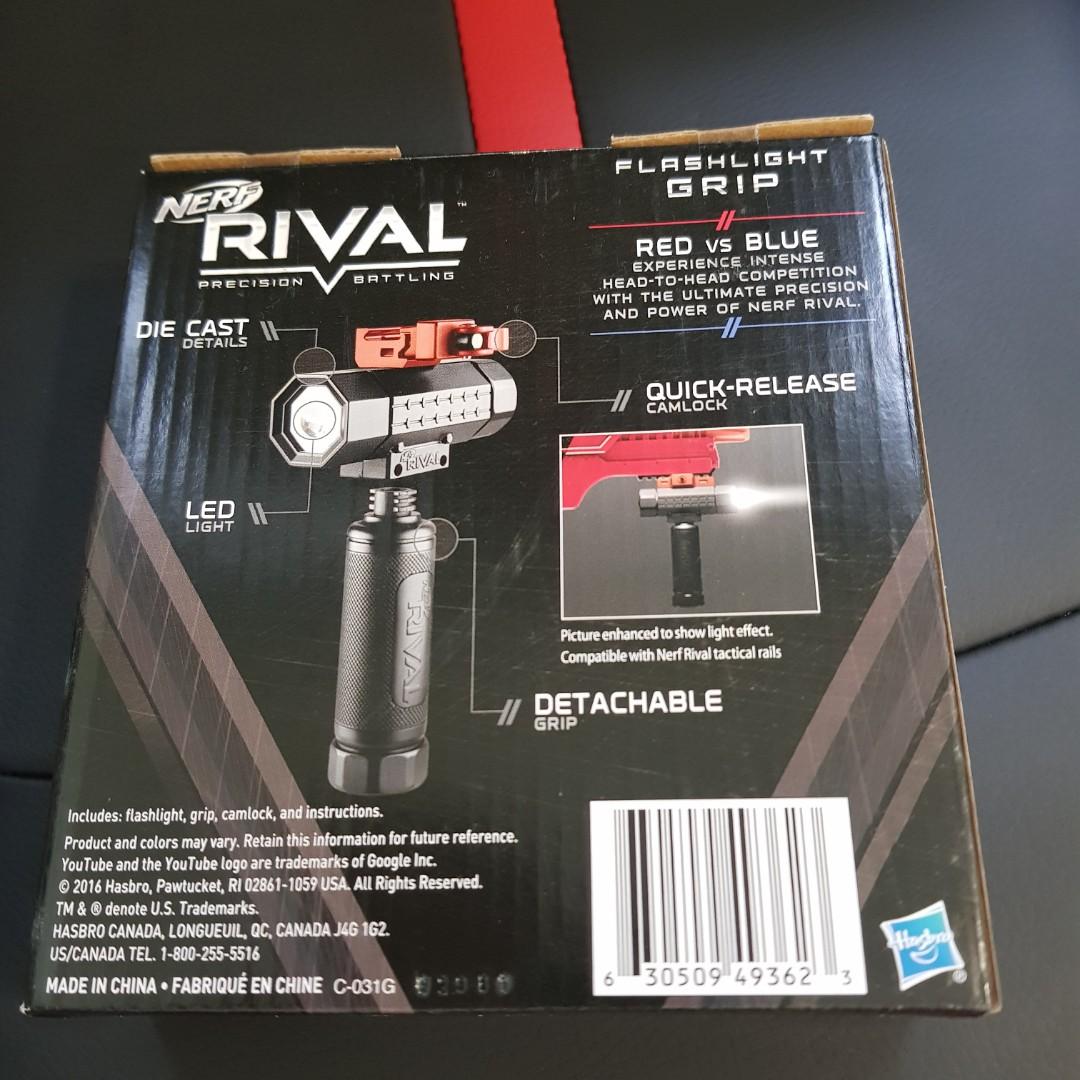 NERF
RIVAL™
PRECISION BATTLING
FLASHLIGHT
GRIP
RED VS BLUE
EXPERIENCE INTENSE
HEAD-TO-HEAD COMPETITION
WITH THE ULTIMATE PRECISION
AND POWER OF NERF RIVAL.
DIE CAST
DETAILS
QUICK-RELEASE
CAMLOCK
RIVAL
LED
LIGHT
RIVAL
Picture enhanced to show light effect.
Compatible with Nerf Rival tactical rails
DETACHABLE
GRIP
Includes: flashlight, grip, camlock, and instructions.
Product and colors may vary. Retain this information for future reference.
YouTube and the YouTube logo are trademarks of Google Inc.
© 2016 Hasbro, Pawtucket, RI 02861-1059 USA. All Rights Reserved.
TM & ® denote U.S. Trademarks.
HASBRO CANADA, LONGUEUIL, QC, CANADA J4G 1G2.
US/CANADA TEL. 1-800-255-5516
MADE IN CHINA • FABRIQUÉ EN CHINE C-031G
6 30509 49362 3
Hasbro®